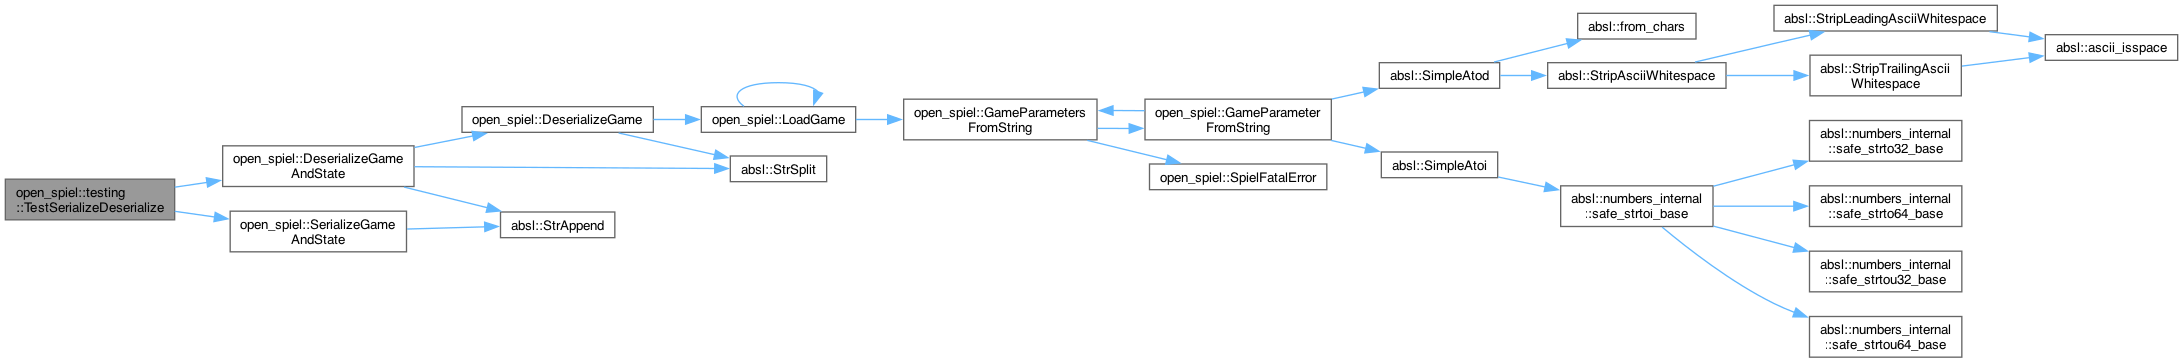 open_spiel::testing
::TestSerializeDeserialize
open_spiel::DeserializeGame
AndState
open_spiel::SerializeGame
AndState
open_spiel::DeserializeGame
absl::StrAppend
open_spiel::LoadGame
absl::StrSplit
open_spiel::GameParameters
FromString
open_spiel::GameParameter
FromString
open_spiel::SpielFatalError
absl::SimpleAtod
absl::SimpleAtoi
absl::from_chars
absl::StripAsciiWhitespace
absl::numbers_internal
::safe_strtoi_base
absl::StripLeadingAsciiWhitespace
absl::StripTrailingAscii
Whitespace
absl::ascii_isspace
absl::numbers_internal
::safe_strto32_base
absl::numbers_internal
::safe_strto64_base
absl::numbers_internal
::safe_strtou32_base
absl::numbers_internal
::safe_strtou64_base